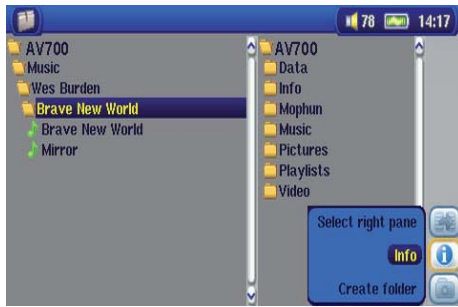 78 14:17
AV700
Music
Wes Burden
Brave New World
Brave New World
Mirror
AV700
Data
Info
Mophun
Music
Pictures
Playlists
Video
Select right pane
Info
Create folder